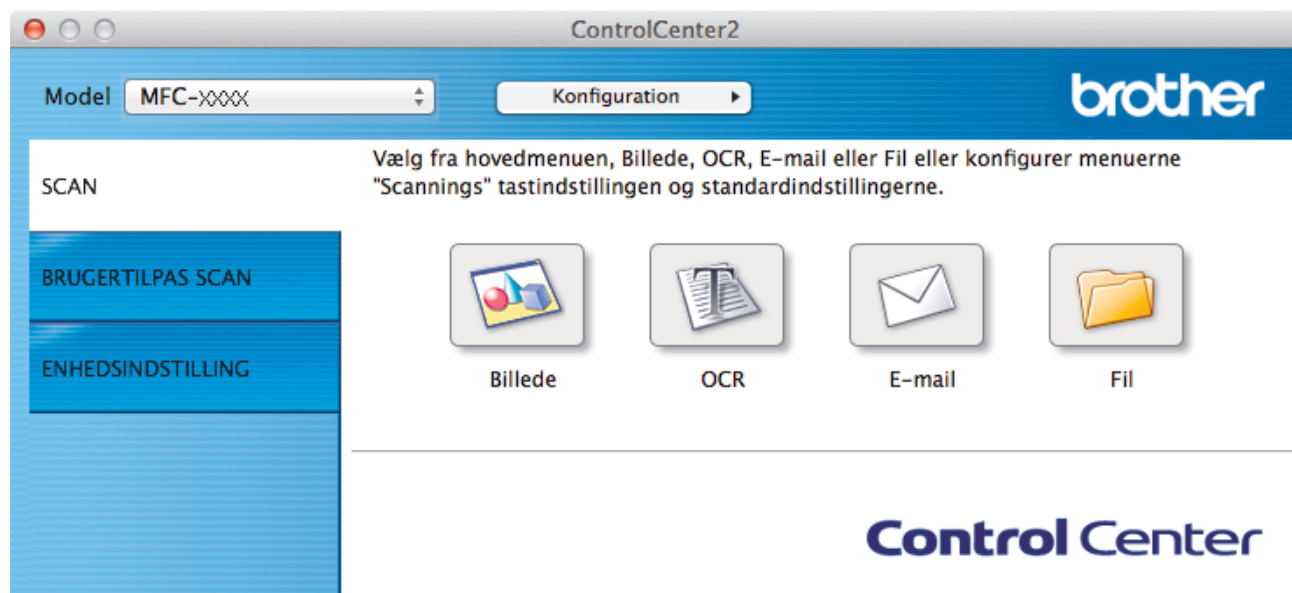 ControlCenter2
Model MFC-XXXX Konfiguration
brother
SCAN
BRUGERTILPAS SCAN
ENHEDSINDSTILLING
Vælg fra hovedmenuen, Billede, OCR, E-mail eller Fil eller konfigurer menuerne
"Scannings" tastindstillingen og standardindstillingerne.
T
Billede OCR E-mail Fil
Control Center